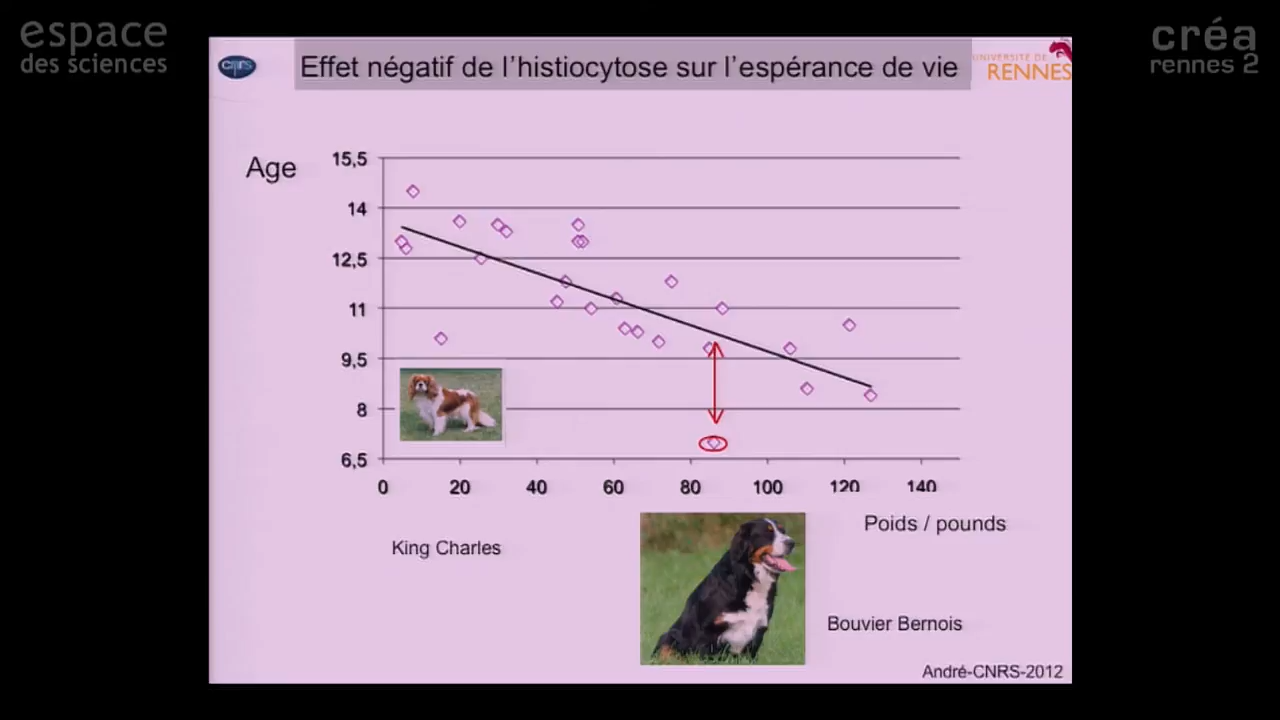 espace
des sciences
créa
rennes 2
cnrs
Effet négatif de l'histiocytose sur l'espérance de vie
UNIVERSITÉ DE
RENNES
Age
15,5
14
12,5
11
9,5
8
6,5
0 20 40 60 80 100 120 140
Poids / pounds
King Charles
Bouvier Bernois
André-CNRS-2012